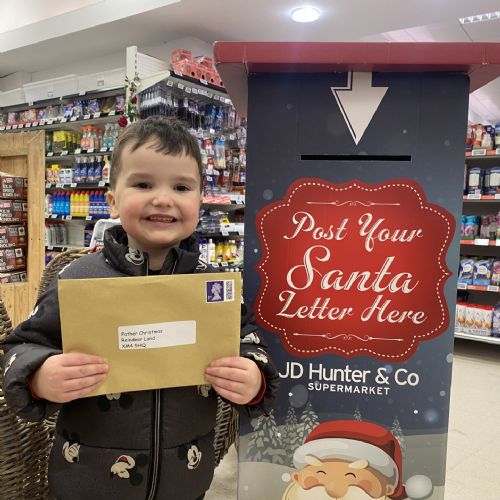 Post Your
Santa
Letter Here
JD Hunter & Co
SUPERMARKET
Father Christmas
Reindeer Land
XM4 5HQ